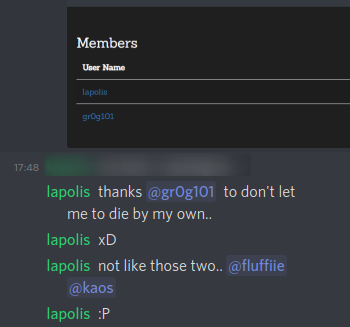 Members
User Name
lapolis
gr0g101
17:48
lapolis thanks @gr0g101 to don't let
me to die by my own..
lapolis xD
lapolis not like those two.. @fluffiie
@kaos
lapolis :P